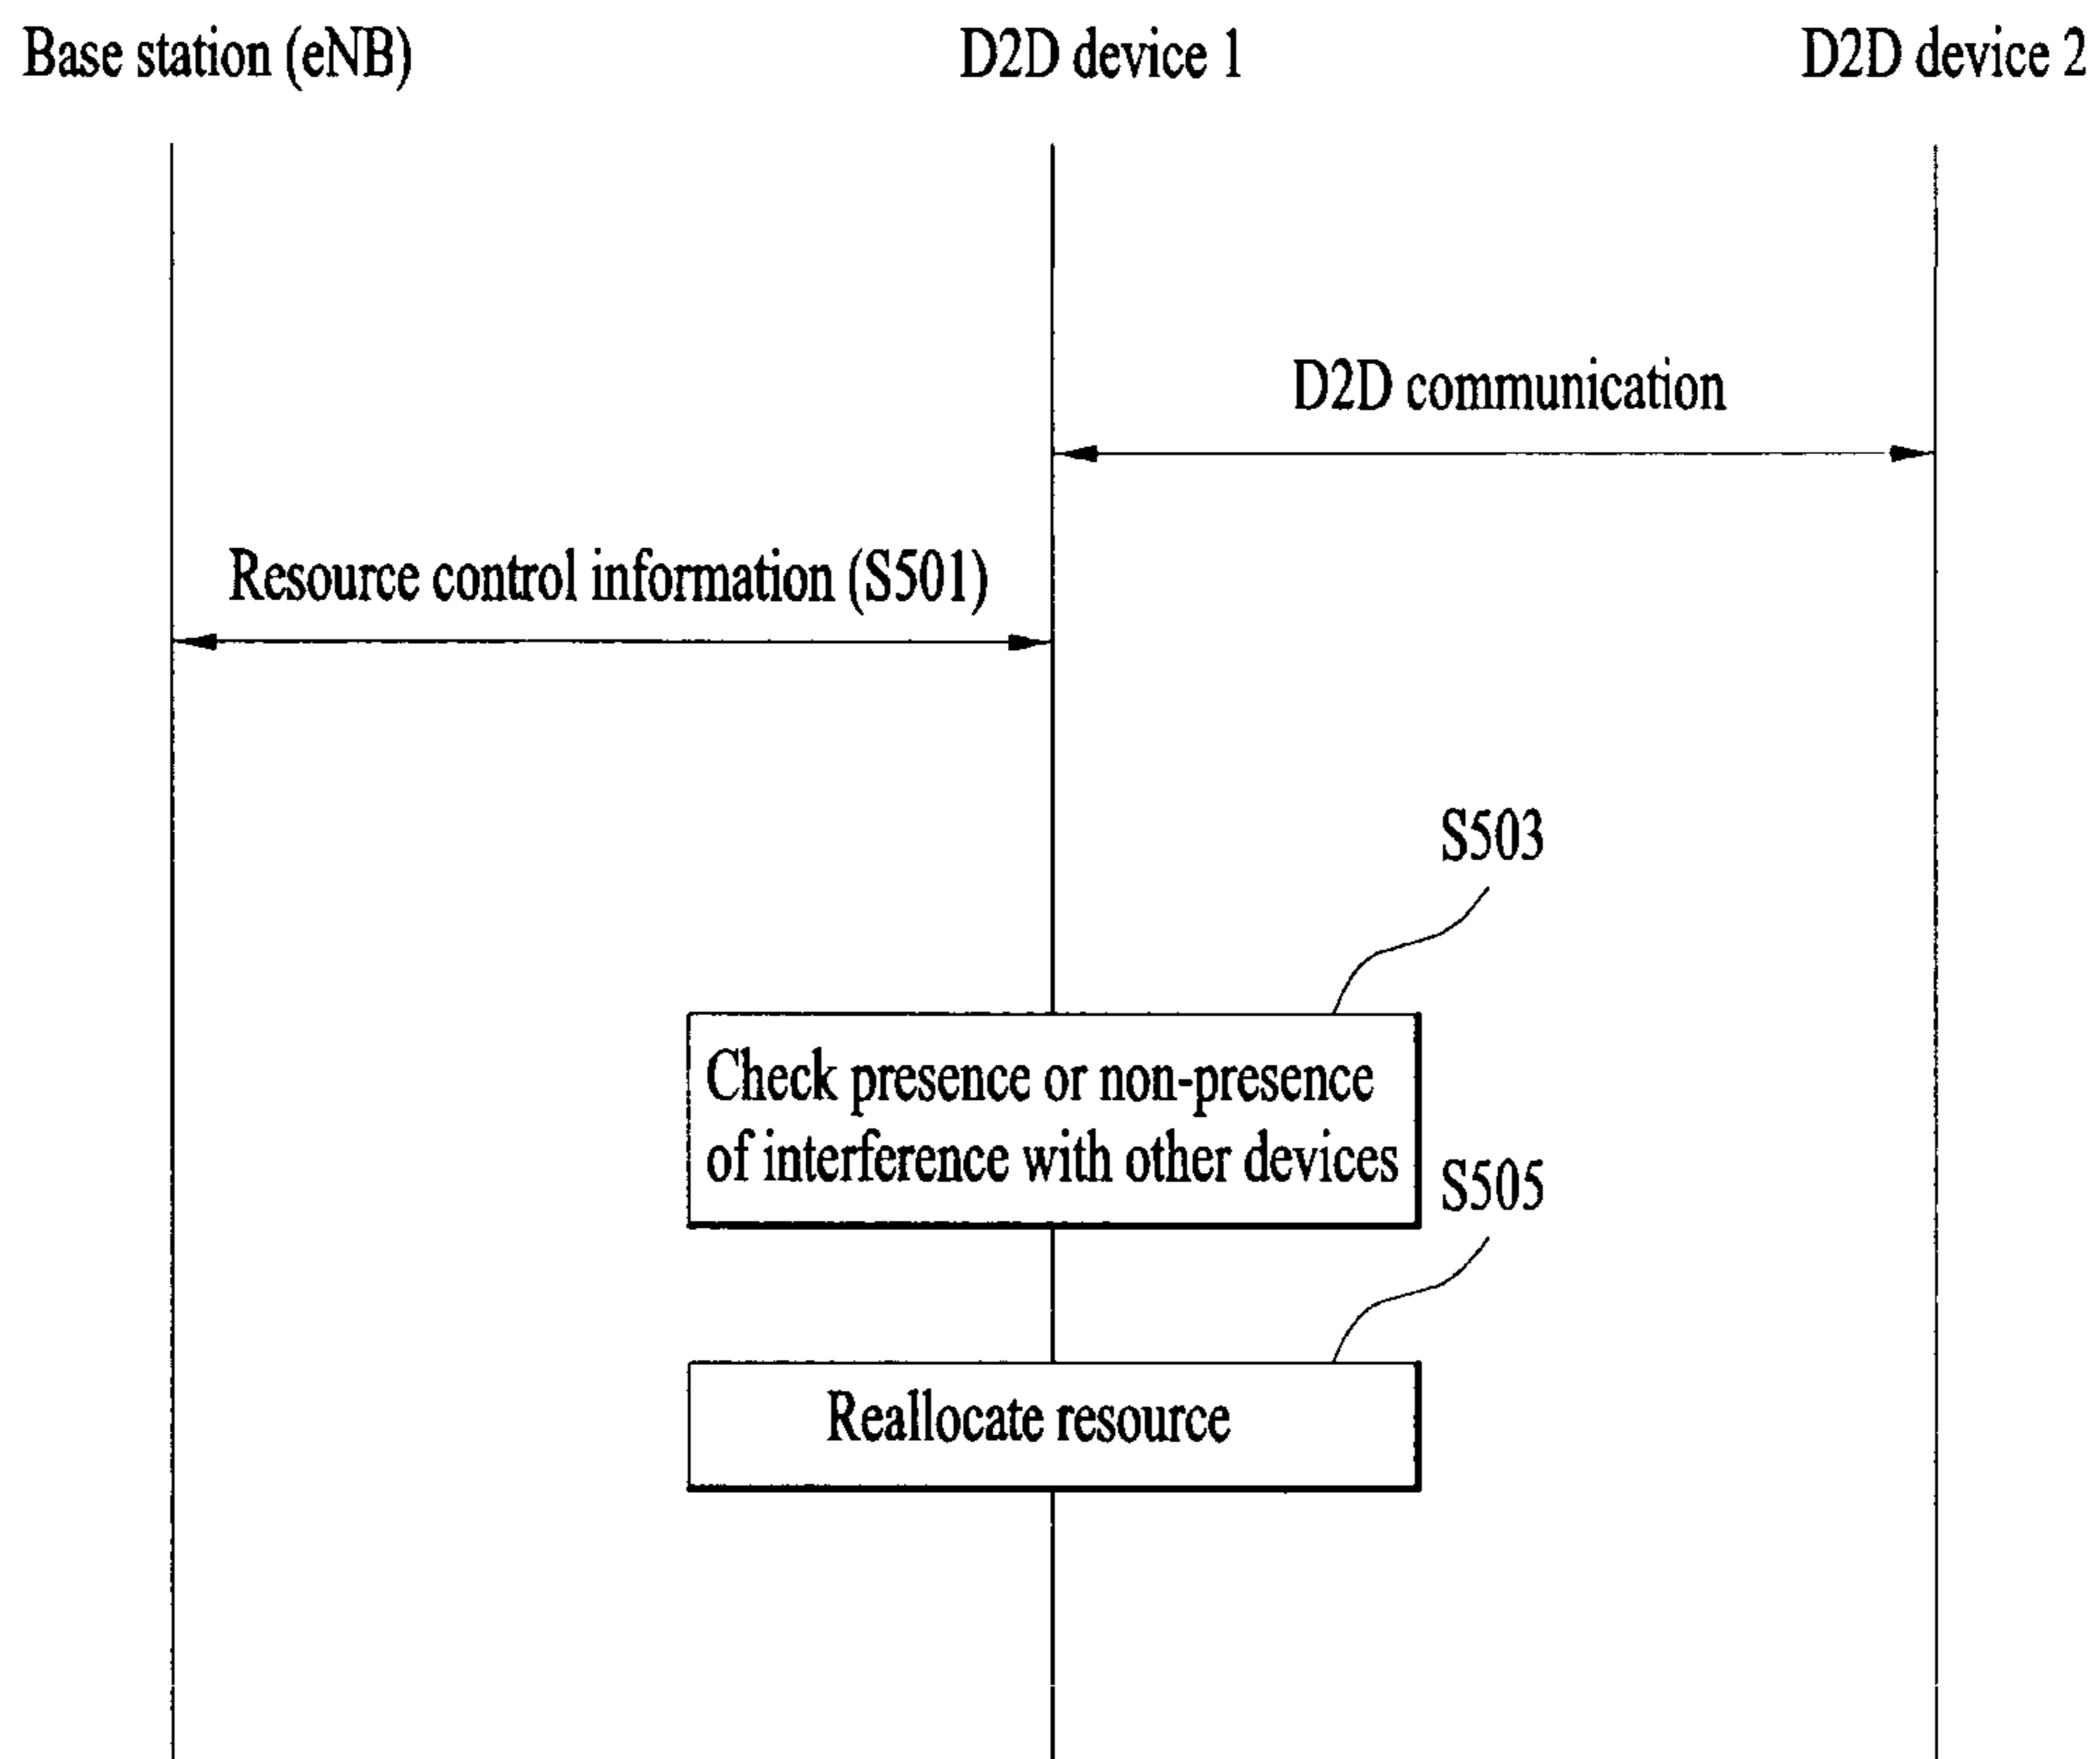 Base station (eNB)
D2D device 1
D2D device 2
D2D communication
Resource control information (S501)
S503
Check presence or non-presence
of interference with other devices
S505
Reallocate resource